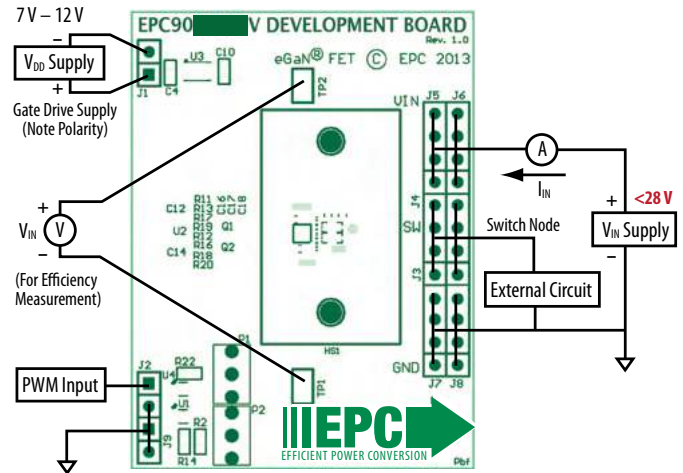 7 V – 12 V
EPC90 V DEVELOPMENT BOARD
Rev. 1.0
eGaN® FET © EPC 2013
–
VDD Supply
+
Gate Drive Supply
(Note Polarity)
J1
C4
U3
C10
TP2
VIN
J5 J6
A
IIN
+
<28 V
VIN Supply
–
+
VIN
V
–
(For Efficiency
Measurement)
C12
U2
C14
R11
R13
R17
R19
R12
R16
R18
R20
C16
C17
C18
Q1
Q2
J4
SW
J3
Switch Node
External Circuit
HS1
GND
J7 J8
PWM Input
J2
U4
R22
U1
J9
R2
R14
P1
P2
TP1
EPC
EFFICIENT POWER CONVERSION
Pbf